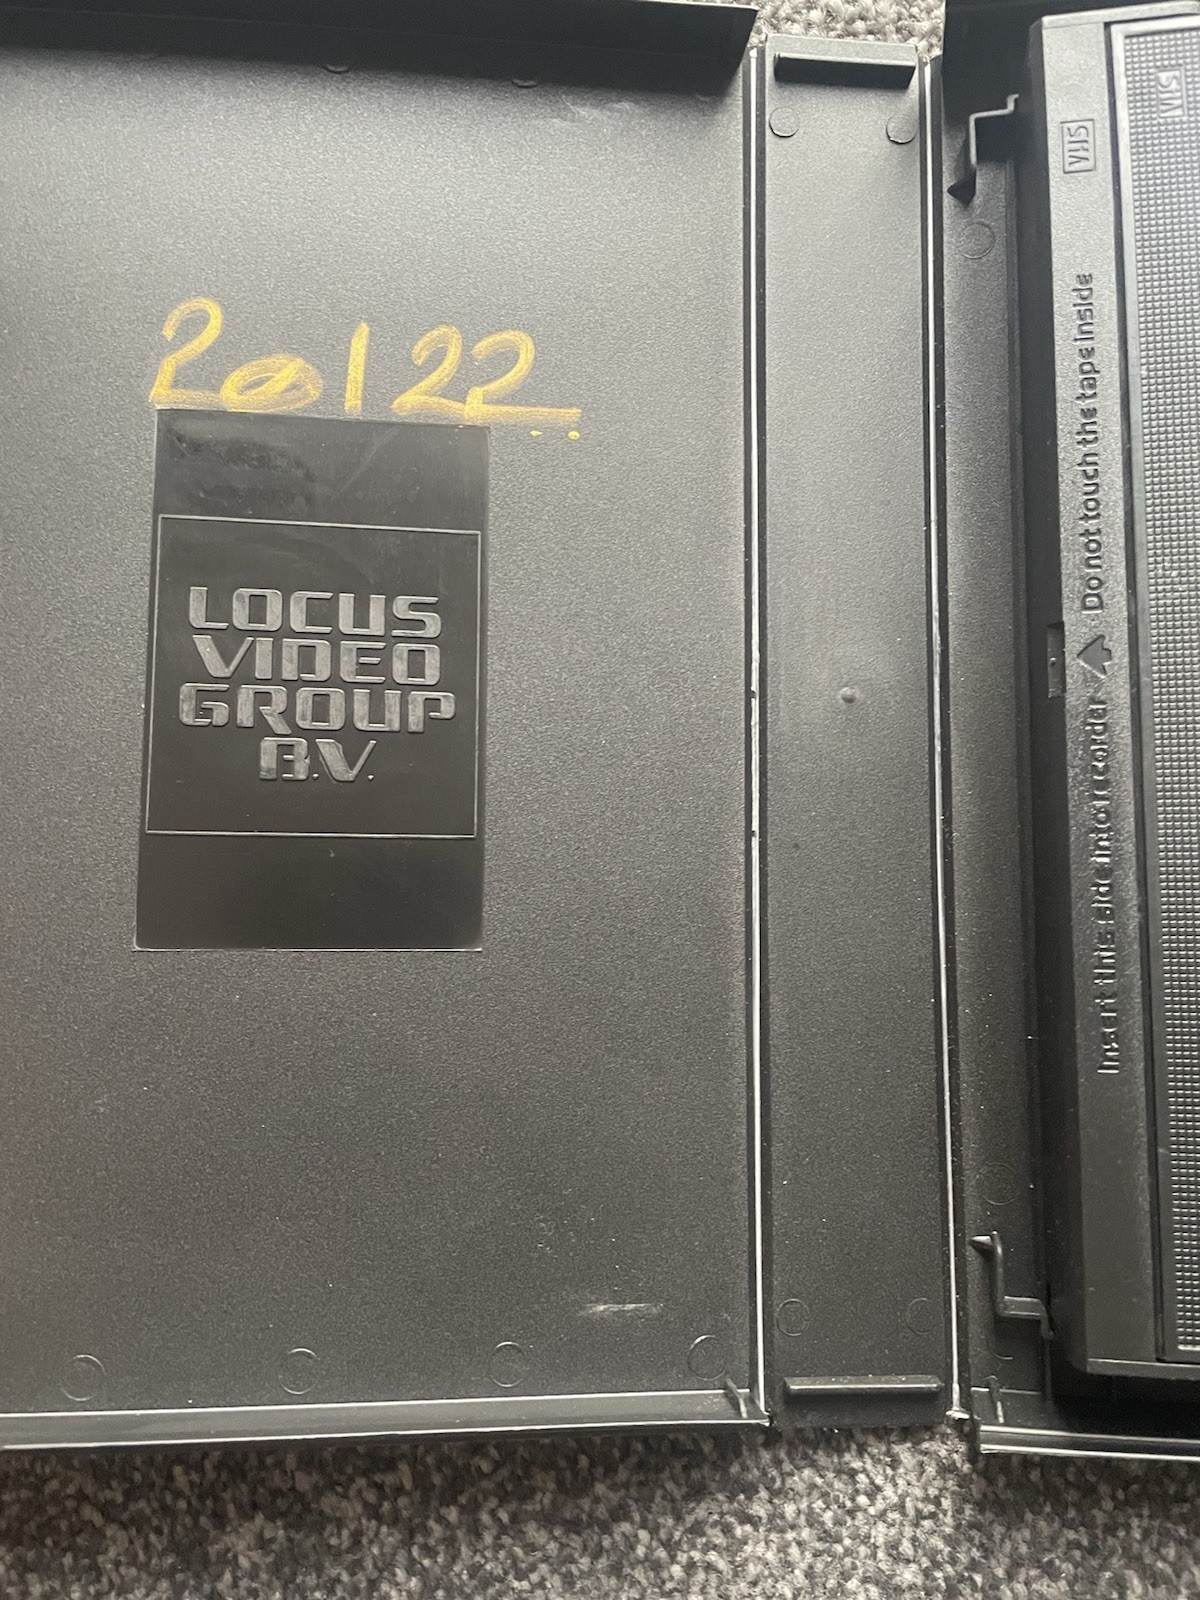 20122
LOCUS
VIDEO
GROUP
B.V.
VHS
VHS
Insert this side into recorder Do not touch the tape inside